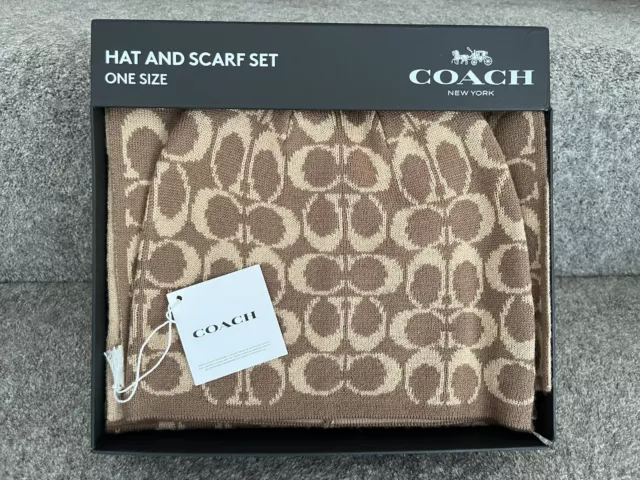 HAT AND SCARF SET
ONE SIZE
COACH
NEW YORK
COACH